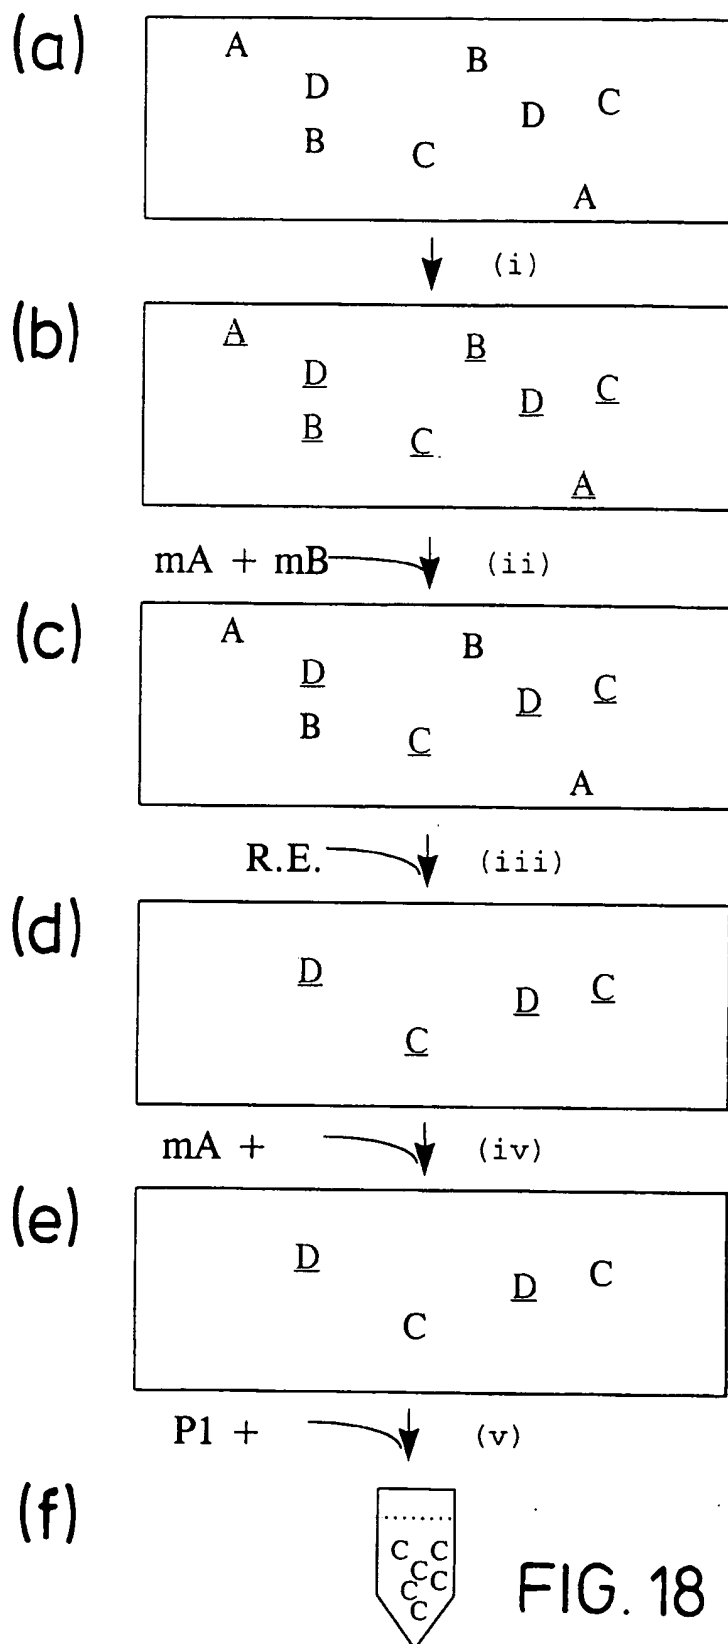 (a)
A B
D C
D
B C
A
(i)
(b)
A B
D C
D
B C
A
mA + mB (ii)
(c)
A B
D C
D
B C
A
R.E. (iii)
(d)
D C
D
C
mA + (iv)
(e)
D C
D
C
P1 + (v)
(f)
C C
C
C C
C
FIG. 18